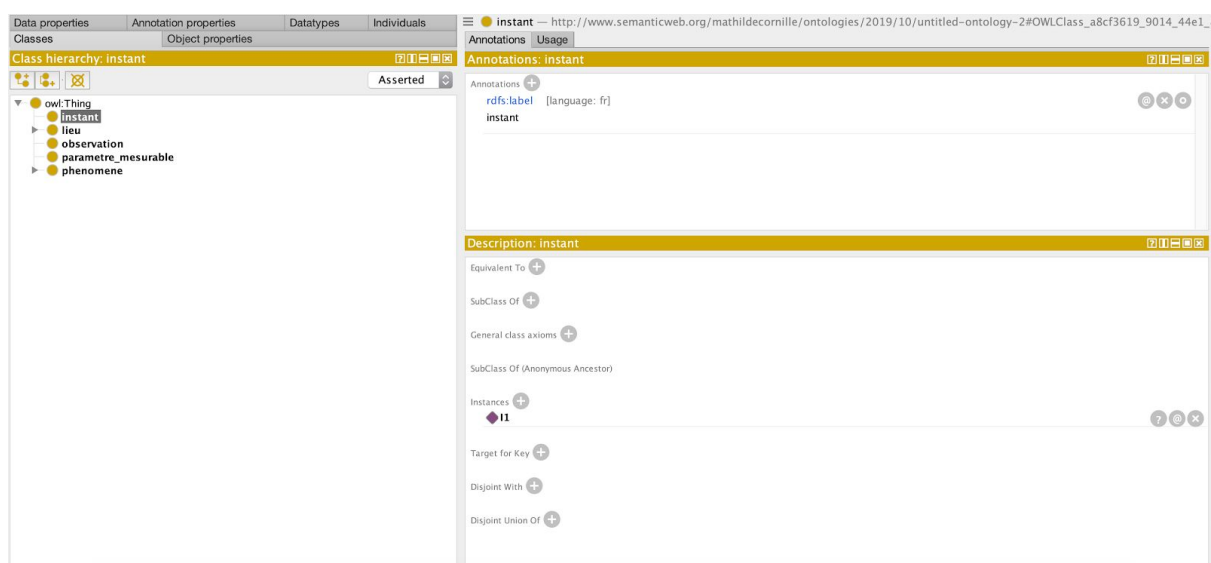 Data properties Annotation properties Datatypes Individuals
Classes Object properties
Class hierarchy: instant
Asserted
owl:Thing
instant
lieu
observation
parametre_mesurable
phenomene
instant — http://www.semanticweb.org/mathildecornille/ontologies/2019/10/untitled-ontology-2#OWLClass_a8cf3619_9014_44e1_
Annotations Usage
Annotations: instant
Annotations
rdfs:label [language: fr]
instant
Description: instant
Equivalent To
SubClass Of
General class axioms
SubClass Of (Anonymous Ancestor)
Instances
I1
Target for Key
Disjoint With
Disjoint Union Of